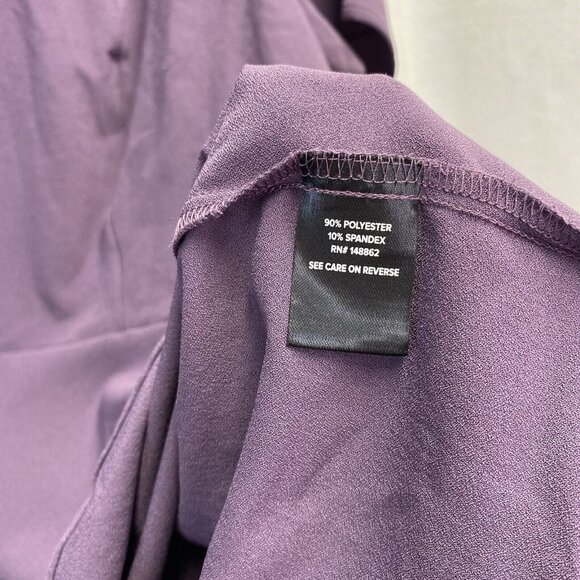 90% POLYESTER
10% SPANDEX
RN# 148862
SEE CARE ON REVERSE